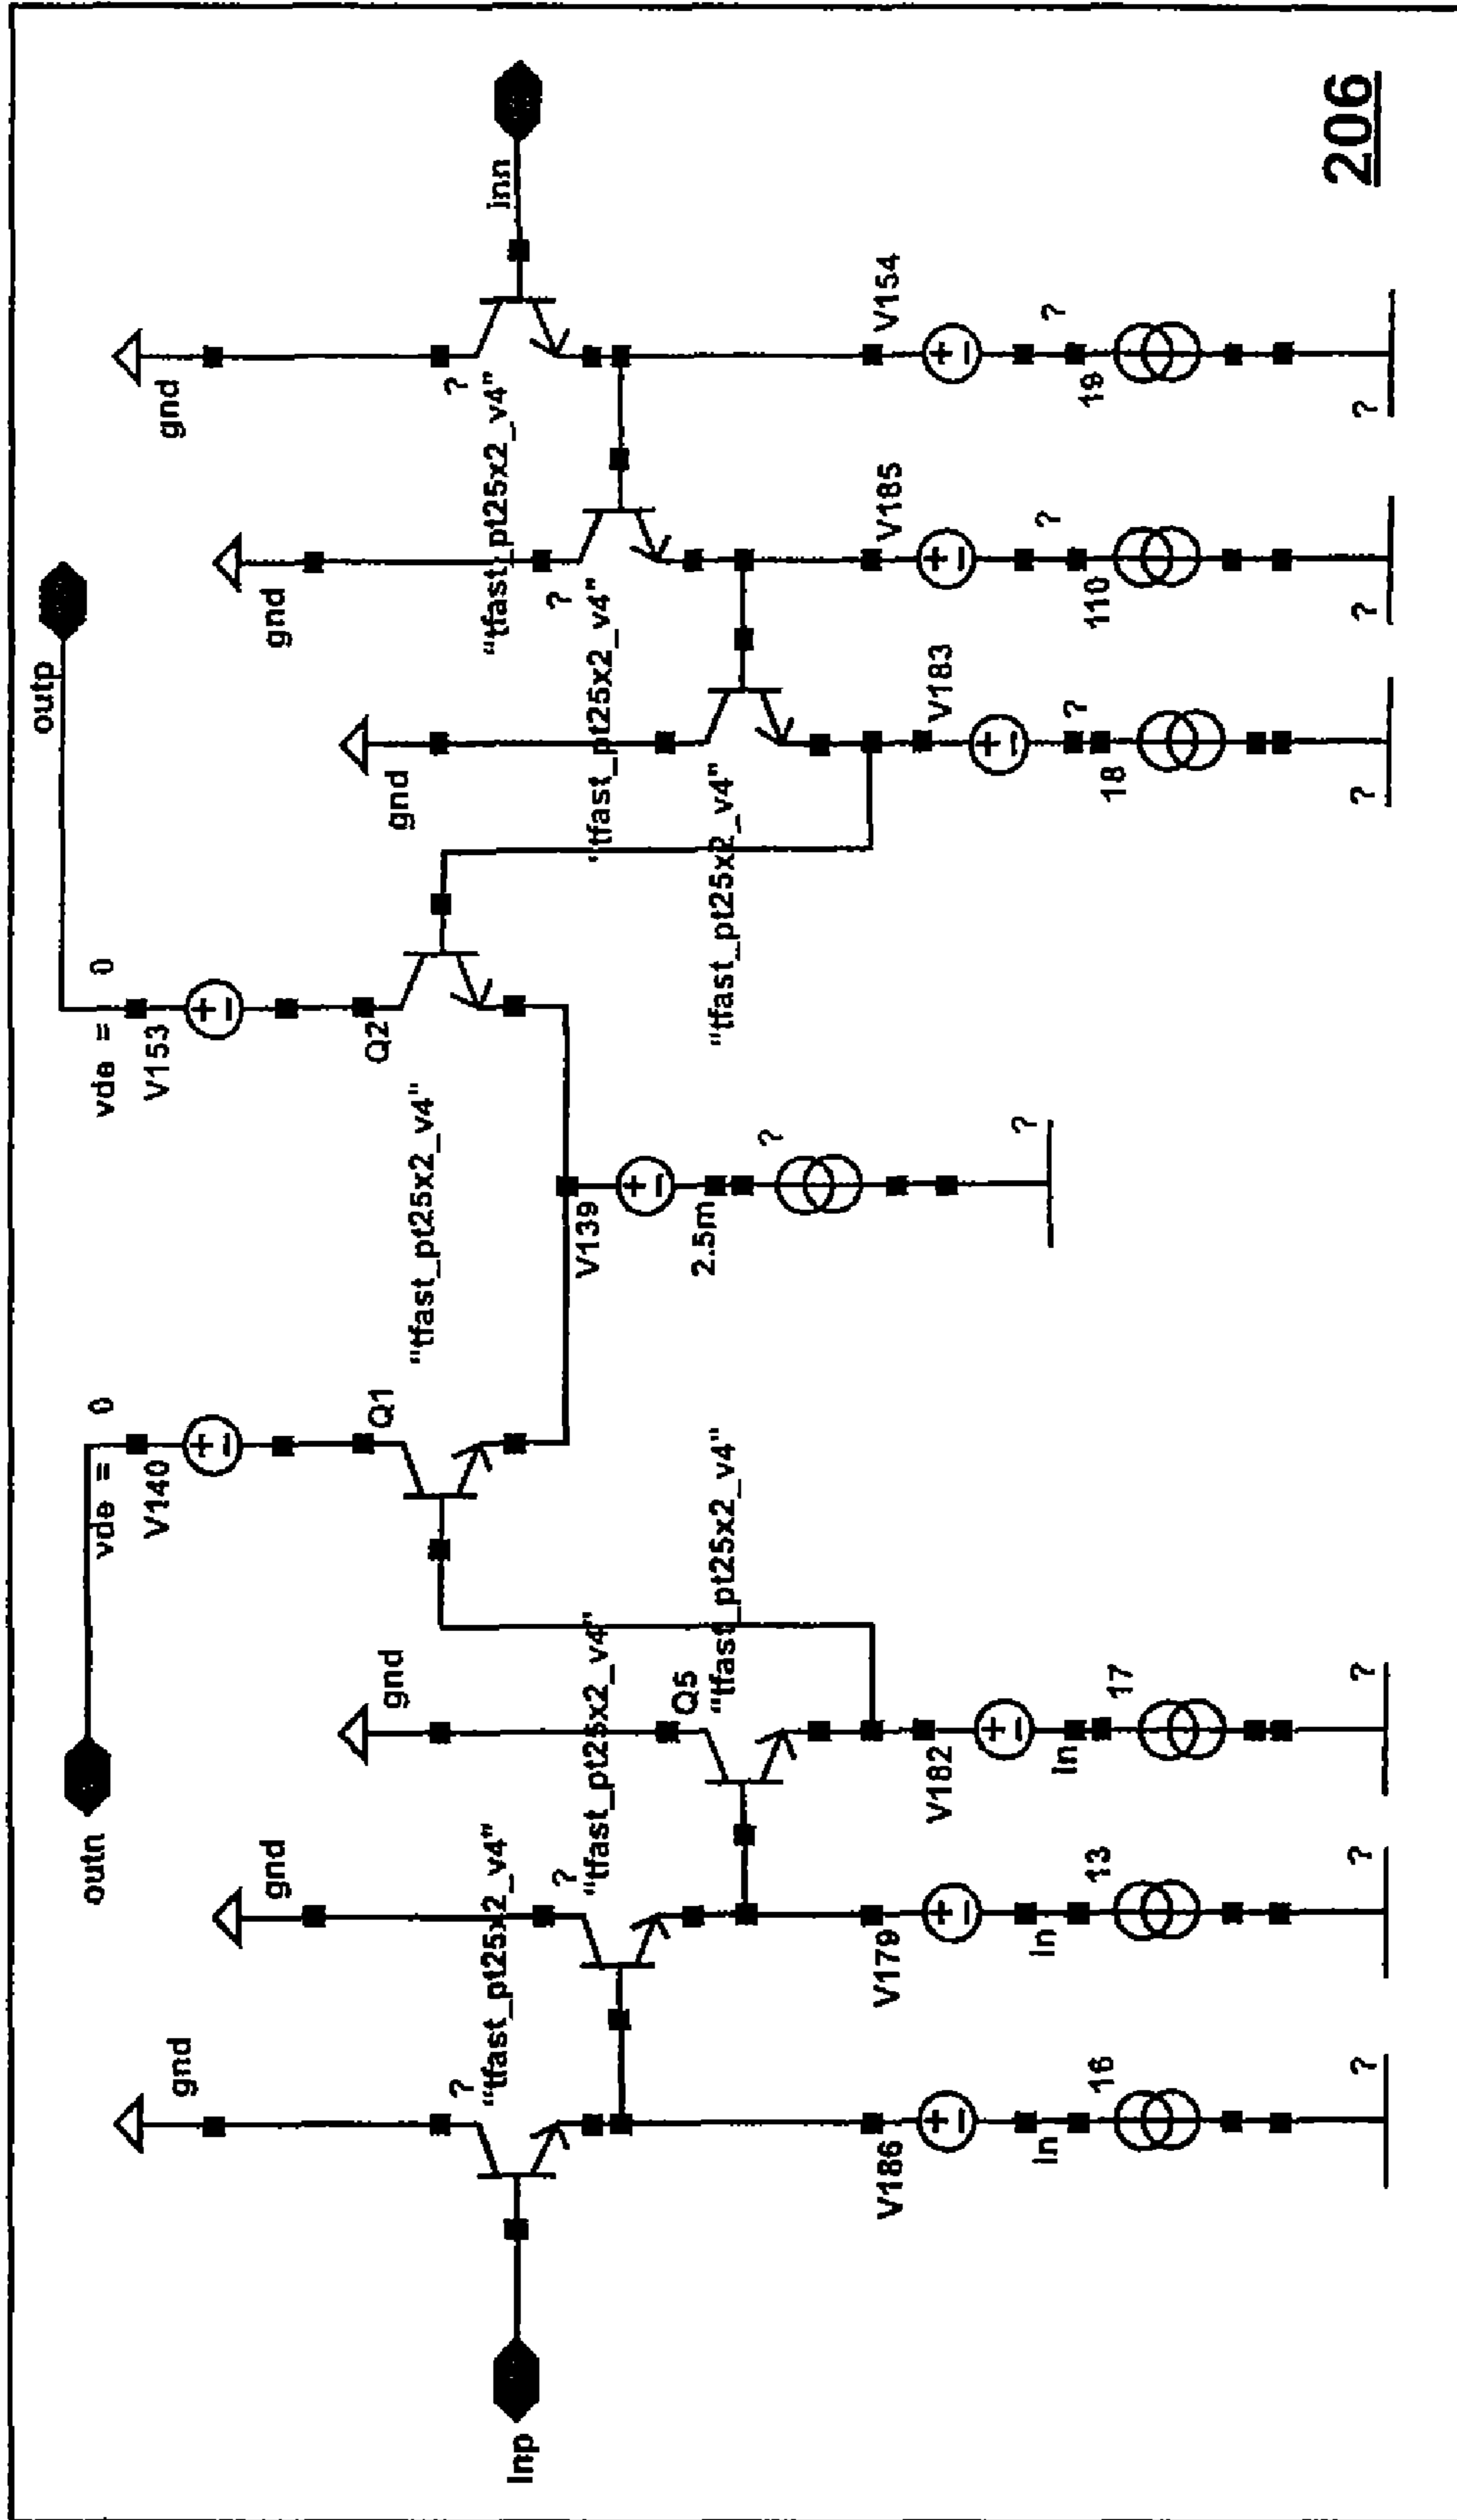 outp
outn
vde = 0
V140
vde = 0
V153
gnd
?
"tfast_pt25x2_v4"
gnd
?
"tfast_pt25x2_v4"
gnd
Q5
"tfast_pt25x2_v4"
Q1
"tfast_pt25x2_v4"
Q2
gnd
"tfast_pt25x2_v4"
gnd
?
"tfast_pt25x2_v4"
gnd
?
"tfast_pt25x2_v4"
Inp
Inn
V139
2.5m
?
?
V186
In
16
?
V179
In
13
?
V182
In
17
?
V183
?
18
?
V185
?
110
?
V154
?
19
?
206